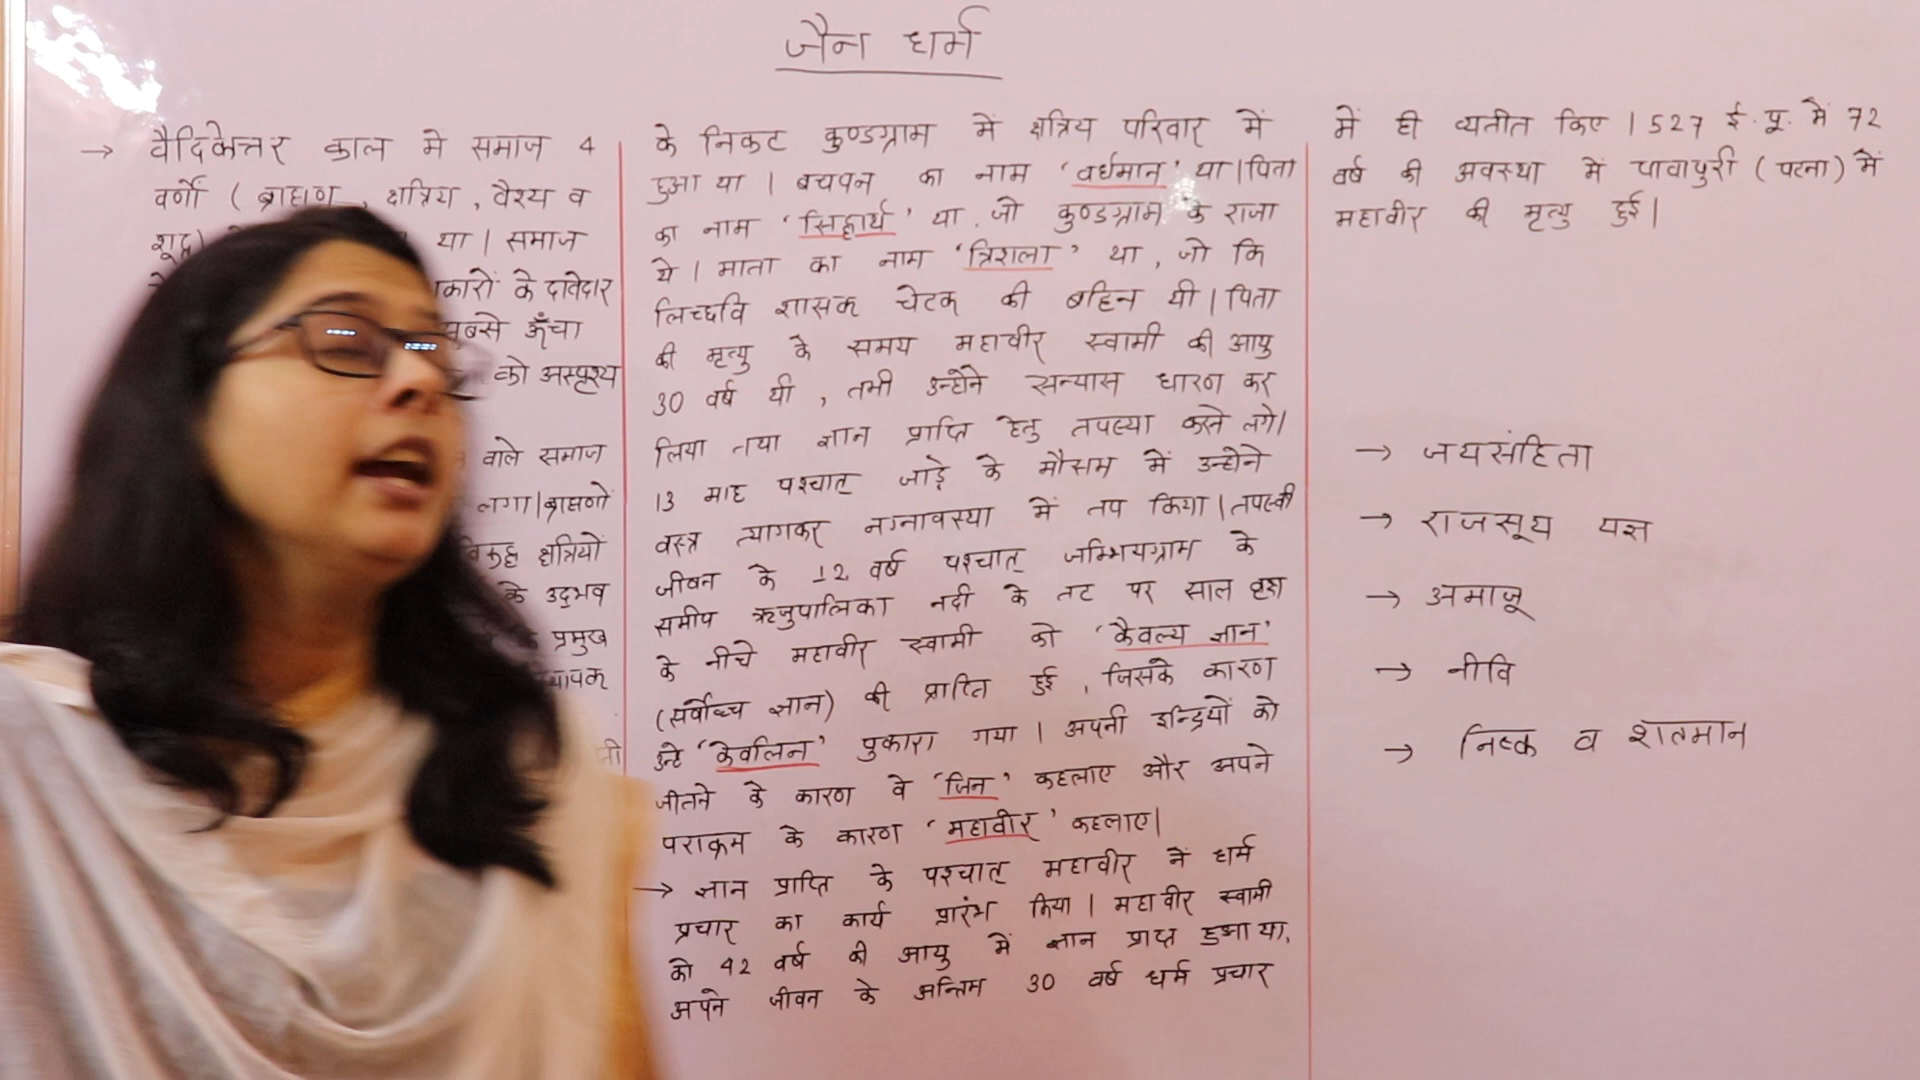 जैन धर्म
→ वैदिकोत्तर काल मे समाज 4
वर्णों ( ब्राह्मण , क्षत्रिय , वैश्य व
शूद्र) था । समाज
के दावेदार
सबसे ऊँचा
को अस्पृश्य
वाले समाज
लगा। ब्राह्मणों
क्षत्रियों
के उद्भव
प्रमुख
के निकट कुण्डग्राम में क्षत्रिय परिवार में
हुआ था । बचपन का नाम ‘वर्धमान’ था। पिता
का नाम ‘सिद्धार्थ’ था, जो कुण्डग्राम के राजा
थे । माता का नाम ‘त्रिशला’ था, जो कि
लिच्छवि शासक चेटक की बहिन थी। पिता
की मृत्यु के समय महावीर स्वामी की आयु
30 वर्ष थी , तभी उन्होंने सन्यास धारण कर
लिया तथा ज्ञान प्राप्ति हेतु तपस्या करने लगे।
13 माह पश्चात् जाड़े के मौसम में उन्होंने
वस्त्र त्यागकर नग्नावस्था में तप किया। तपस्वी
जीवन के 12 वर्ष पश्चात् जम्भियग्राम के
समीप ऋजुपालिका नदी के तट पर साल वृक्ष
के नीचे महावीर स्वामी को ‘कैवल्य ज्ञान’
(सर्वोच्च ज्ञान) की प्राप्ति हुई , जिसके कारण
उन्हे ‘केवलिन’ पुकारा गया । अपनी इन्द्रियों को
जीतने के कारण वे ‘जिन’ कहलाए और अपने
पराक्रम के कारण ‘महावीर’ कहलाए।
→ ज्ञान प्राप्ति के पश्चात् महावीर ने धर्म
प्रचार का कार्य प्रारंभ किया । महावीर स्वामी
को 42 वर्ष की आयु में ज्ञान प्राप्त हुआ था,
अपने जीवन के अन्तिम 30 वर्ष धर्म प्रचार
में ही व्यतीत किए । 527 ई.पू. में 72
वर्ष की अवस्था में पावापुरी (पटना) में
महावीर की मृत्यु हुई।
→ जयसंहिता
→ राजसूय यज्ञ
→ अमाजू
→ नीवि
→ निष्क व शतमान